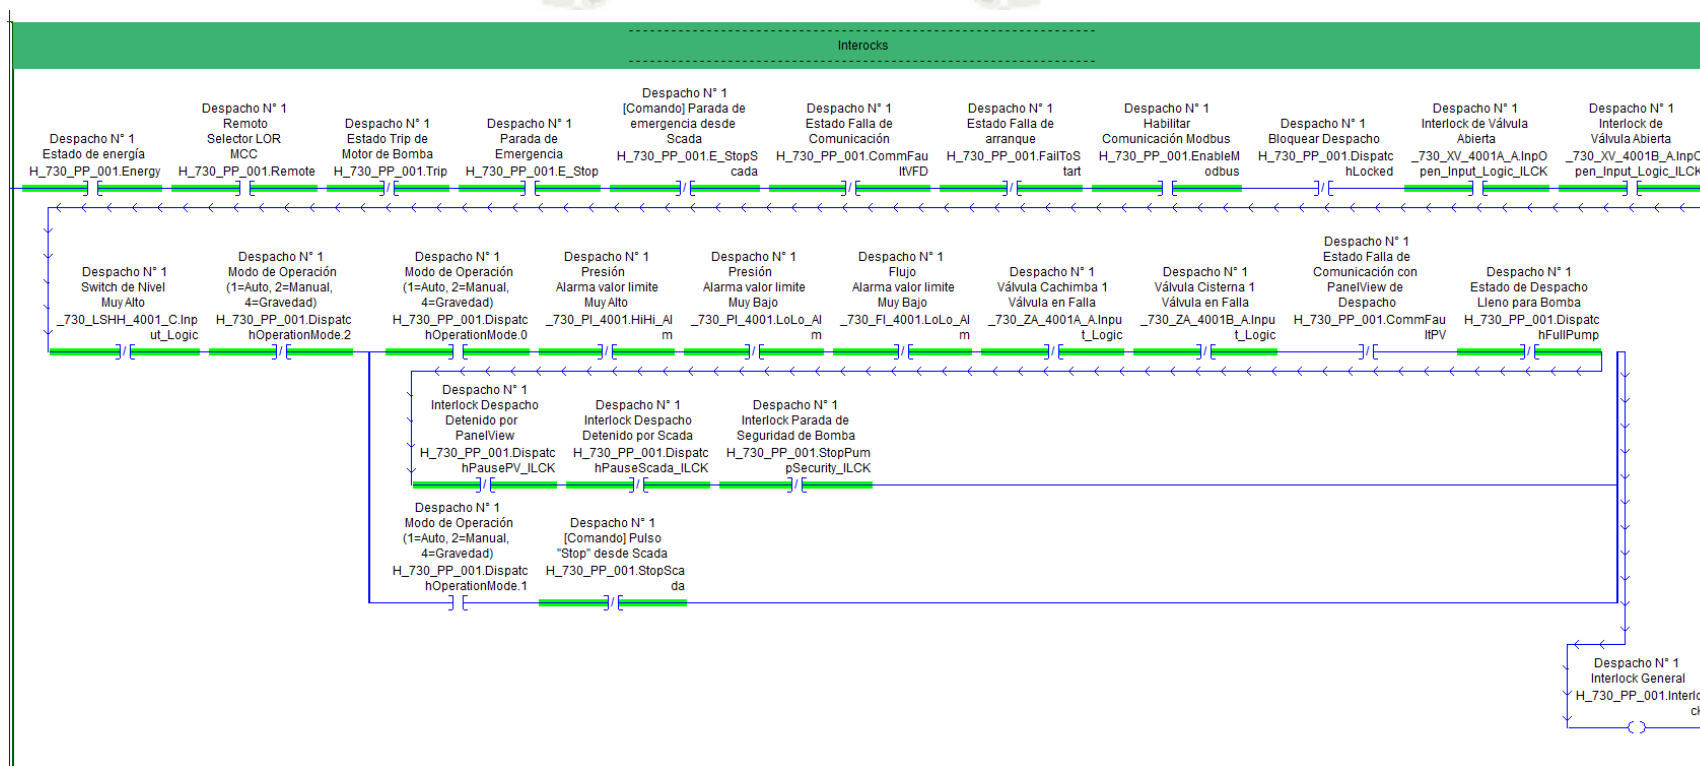 Interocks
Despacho N° 1
Estado de energía
H_730_PP_001.Energy
Despacho N° 1
Remoto
Selector LOR
MCC
H_730_PP_001.Remote
Despacho N° 1
Estado Trip de
Motor de Bomba
H_730_PP_001.Trip
Despacho N° 1
Parada de
Emergencia
H_730_PP_001.E_Stop
Despacho N° 1
[Comando] Parada de
emergencia desde
Scada
H_730_PP_001.E_StopS
cada
Despacho N° 1
Estado Falla de
Comunicación
H_730_PP_001.CommFau
ltVFD
Despacho N° 1
Estado Falla de
arranque
H_730_PP_001.FailToS
tart
Despacho N° 1
Habilitar
Comunicación Modbus
H_730_PP_001.EnableM
odbus
Despacho N° 1
Bloquear Despacho
H_730_PP_001.Dispatc
hLocked
Despacho N° 1
Interlock de Válvula
Abierta
_730_XV_4001A_A.InpO
pen_Input_Logic_ILCK
Despacho N° 1
Interlock de
Válvula Abierta
_730_XV_4001B_A.InpO
pen_Input_Logic_ILCK
Despacho N° 1
Switch de Nivel
Muy Alto
_730_LSHH_4001_C.Inp
ut_Logic
Despacho N° 1
Modo de Operación
(1=Auto, 2=Manual,
4=Gravedad)
H_730_PP_001.Dispatc
hOperationMode.2
Despacho N° 1
Modo de Operación
(1=Auto, 2=Manual,
4=Gravedad)
H_730_PP_001.Dispatc
hOperationMode.0
Despacho N° 1
Presión
Alarma valor limite
Muy Alto
_730_PI_4001.HiHi_Al
m
Despacho N° 1
Presión
Alarma valor limite
Muy Bajo
_730_PI_4001.LoLo_Al
m
Despacho N° 1
Flujo
Alarma valor limite
Muy Bajo
_730_FI_4001.LoLo_Al
m
Despacho N° 1
Válvula Cachimba 1
Válvula en Falla
_730_ZA_4001A_A.Inpu
t_Logic
Despacho N° 1
Válvula Cisterna 1
Válvula en Falla
_730_ZA_4001B_A.Inpu
t_Logic
Despacho N° 1
Estado Falla de
Comunicación con
PanelView de
Despacho
H_730_PP_001.CommFau
ltPV
Despacho N° 1
Estado de Despacho
Lleno para Bomba
H_730_PP_001.Dispatc
hFullPump
Despacho N° 1
Interlock Despacho
Detenido por
PanelView
H_730_PP_001.Dispatc
hPausePV_ILCK
Despacho N° 1
Interlock Despacho
Detenido por Scada
H_730_PP_001.Dispatc
hPauseScada_ILCK
Despacho N° 1
Interlock Parada de
Seguridad de Bomba
H_730_PP_001.StopPum
pSecurity_ILCK
Despacho N° 1
Modo de Operación
(1=Auto, 2=Manual,
4=Gravedad)
H_730_PP_001.Dispatc
hOperationMode.1
Despacho N° 1
[Comando] Pulso
"Stop" desde Scada
H_730_PP_001.StopSca
da
Despacho N° 1
Interlock General
H_730_PP_001.Interlo
ck